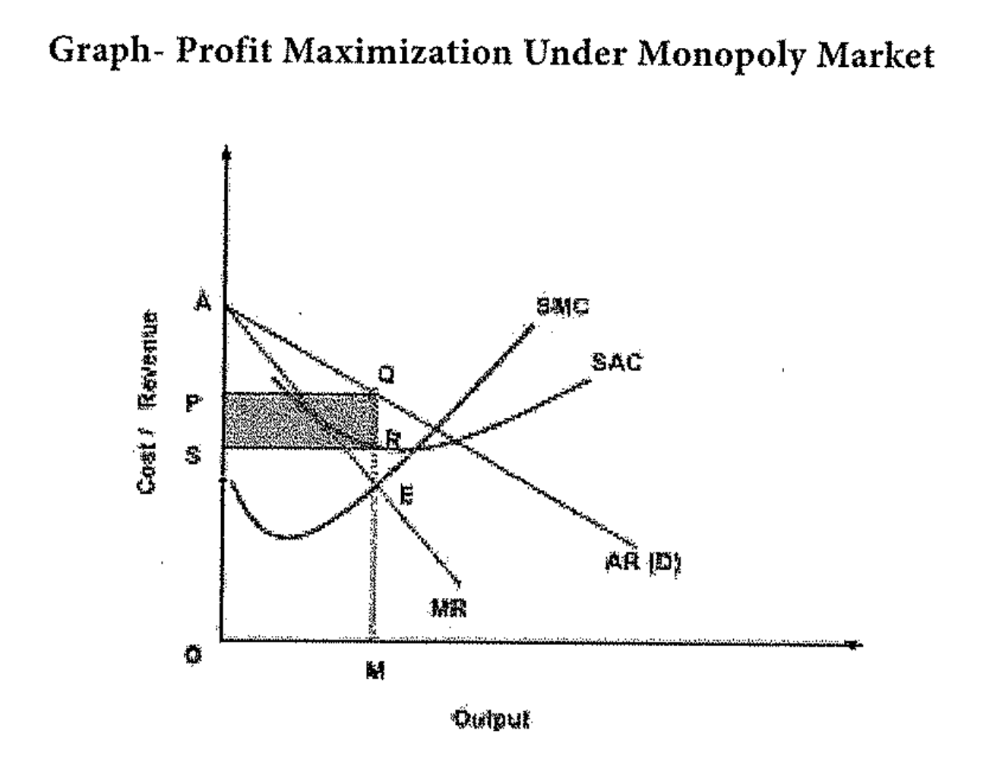 Graph- Profit Maximization Under Monopoly Market
A
SMC
SAC
Q
P
R
S
E
Cost / Revenue
AR (D)
MR
O
M
Output